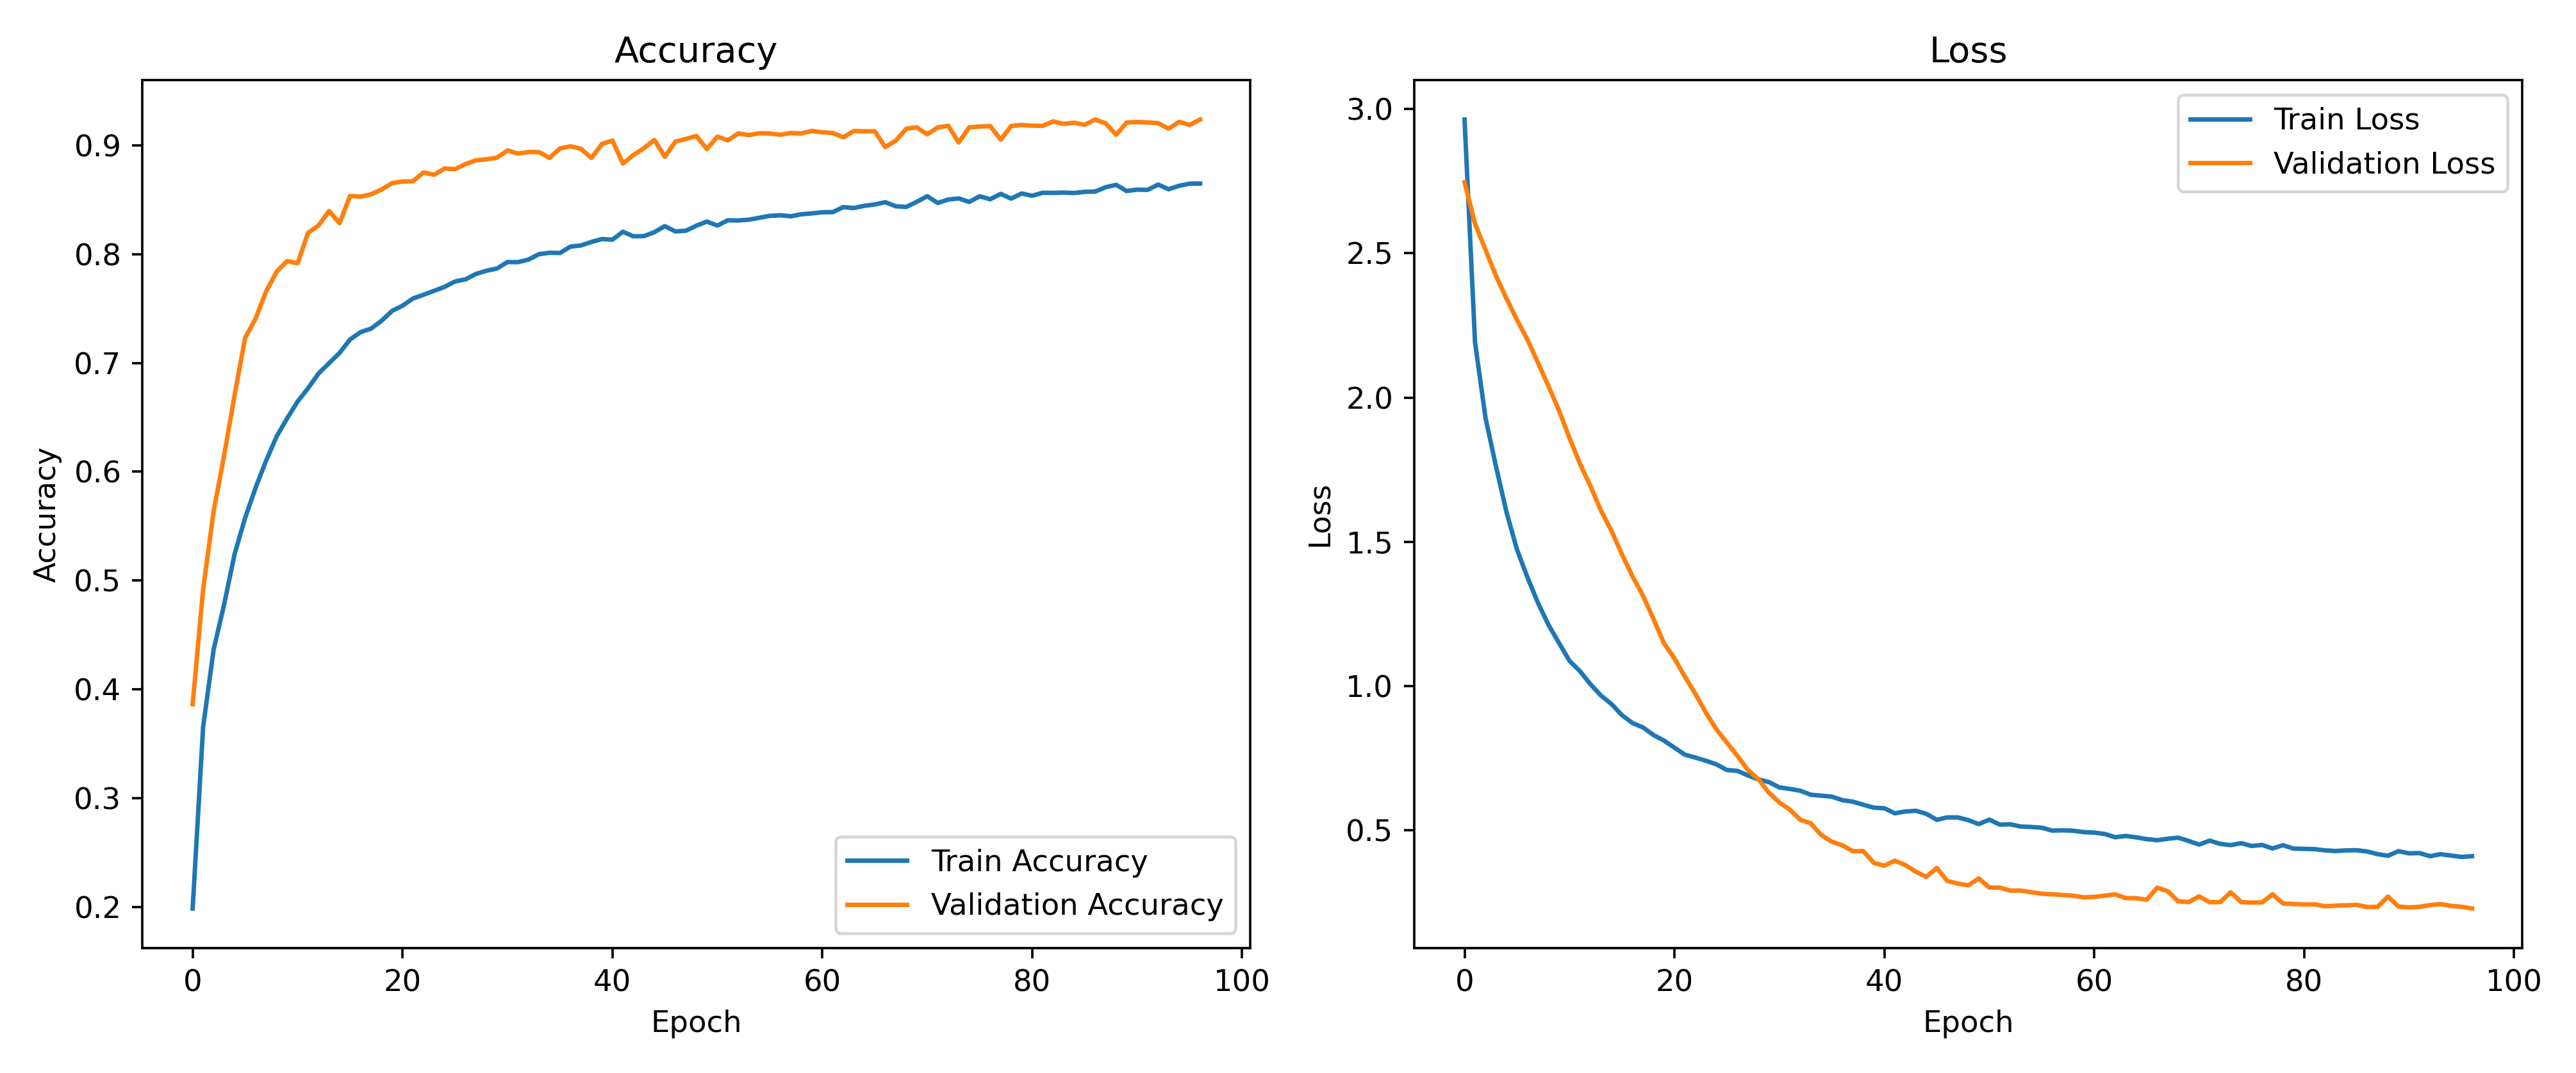 Accuracy
Accuracy
0.9
0.8
0.7
0.6
0.5
0.4
0.3
0.2
0 20 40 60 80 100
Epoch
Train Accuracy
Validation Accuracy
Loss
Loss
3.0
2.5
2.0
1.5
1.0
0.5
0 20 40 60 80 100
Epoch
Train Loss
Validation Loss